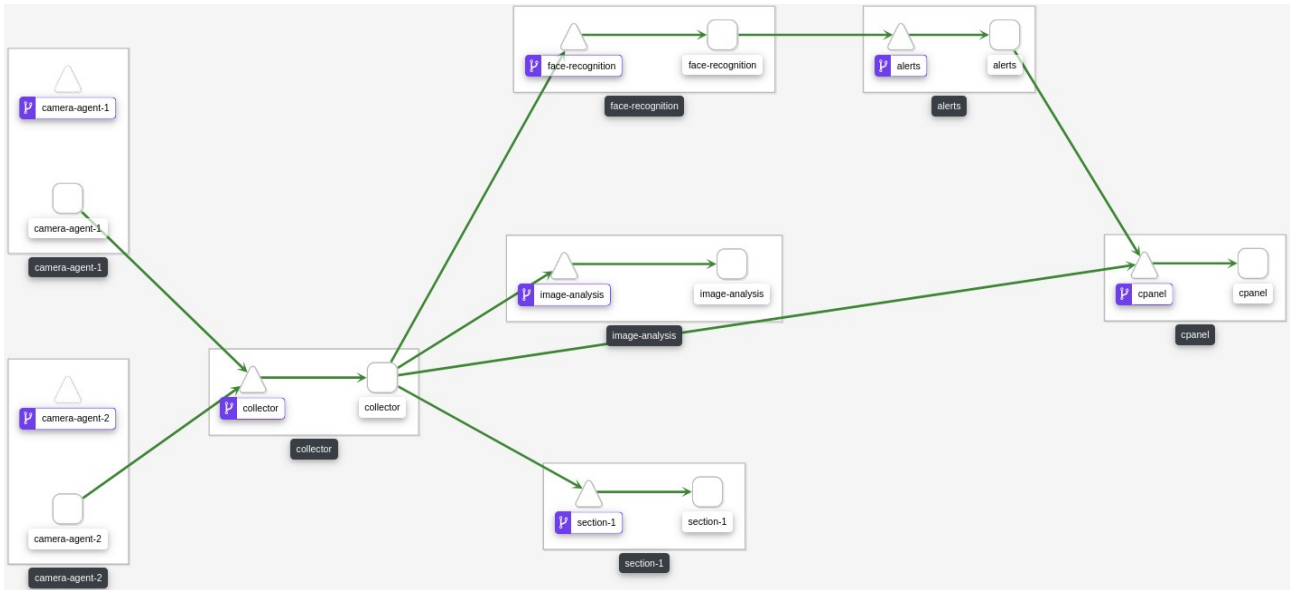 face-recognition
face-recognition
face-recognition
alerts
alerts
alerts
camera-agent-1
camera-agent-1
camera-agent-1
image-analysis
image-analysis
image-analysis
cpanel
cpanel
cpanel
collector
collector
collector
camera-agent-2
camera-agent-2
camera-agent-2
section-1
section-1
section-1